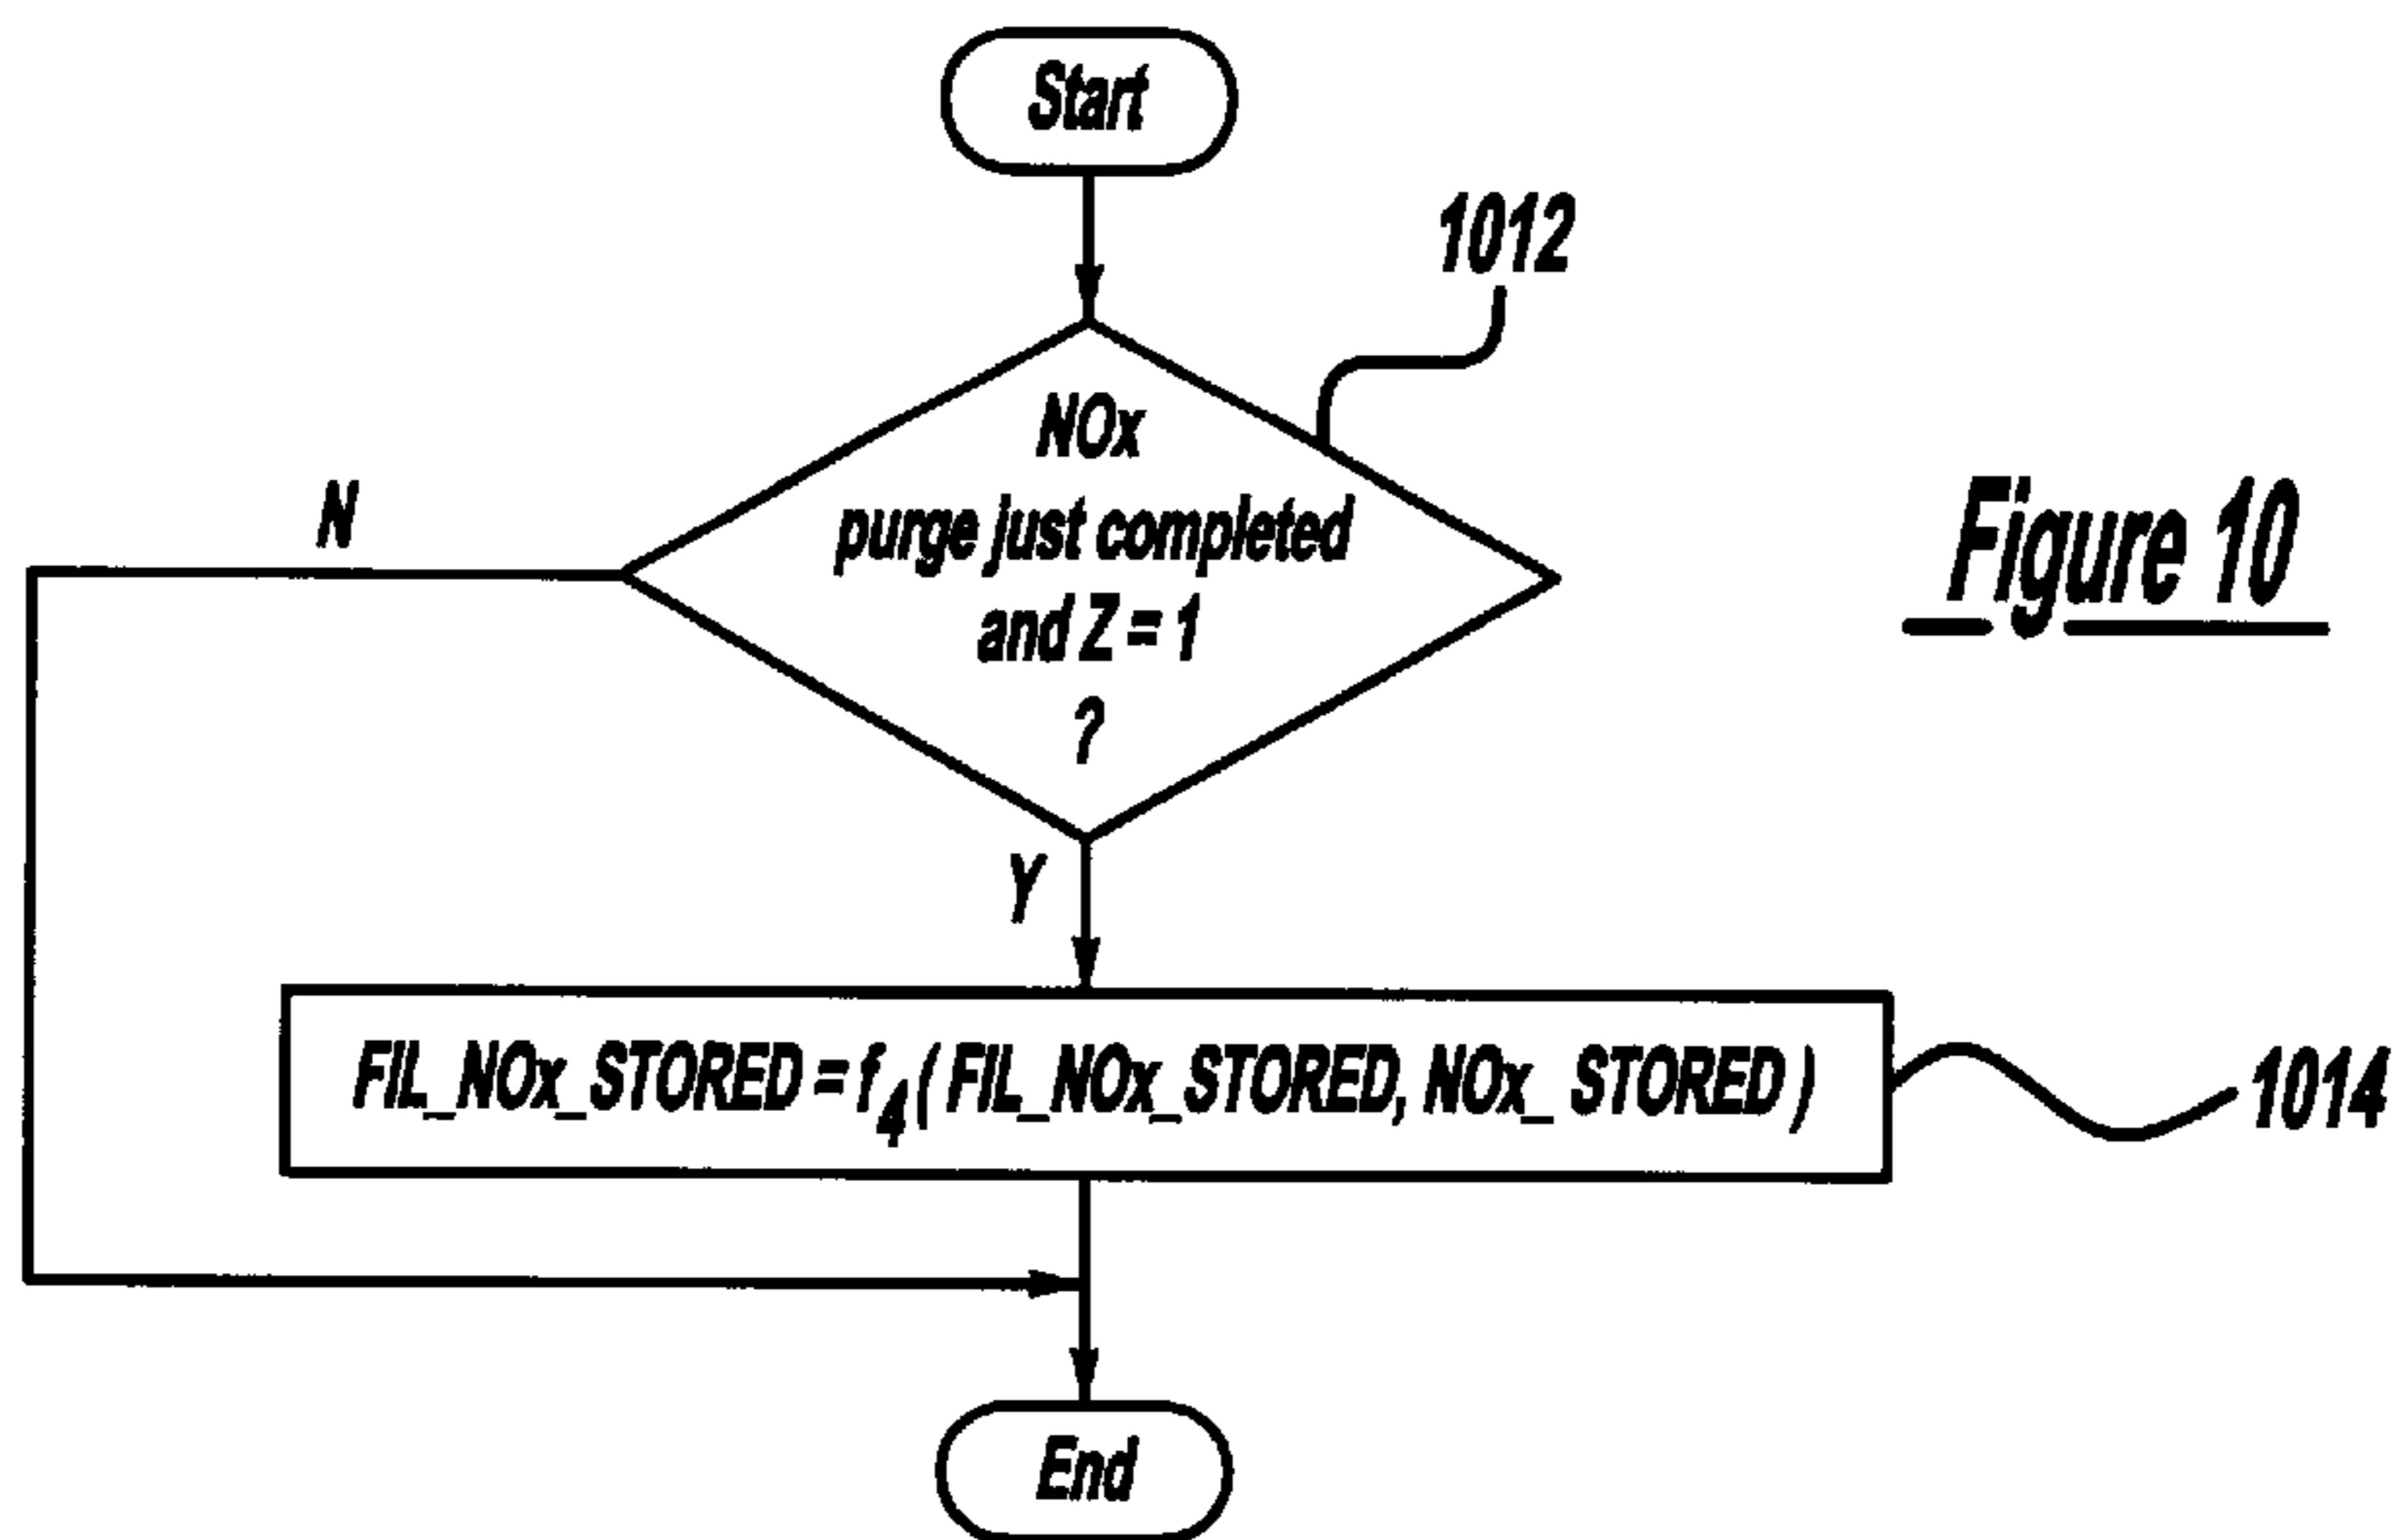 Start
1012
NOx
purge just completed
and Z = 1
?
N
Figure 10
Y
FIL_NOx_STORED = f4 ( FIL_NOx_STORED, NOx_ STORED )
1014
End